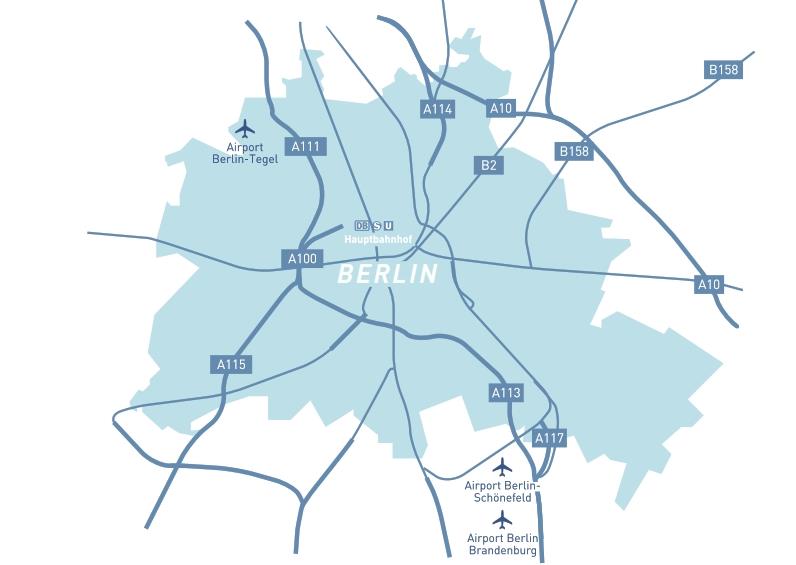 B158
A114
A10
Airport
Berlin-Tegel
A111
B158
B2
DB S U
Hauptbahnhof
A100
BERLIN
A10
A115
A113
A117
Airport Berlin-
Schönefeld
Airport Berlin
Brandenburg